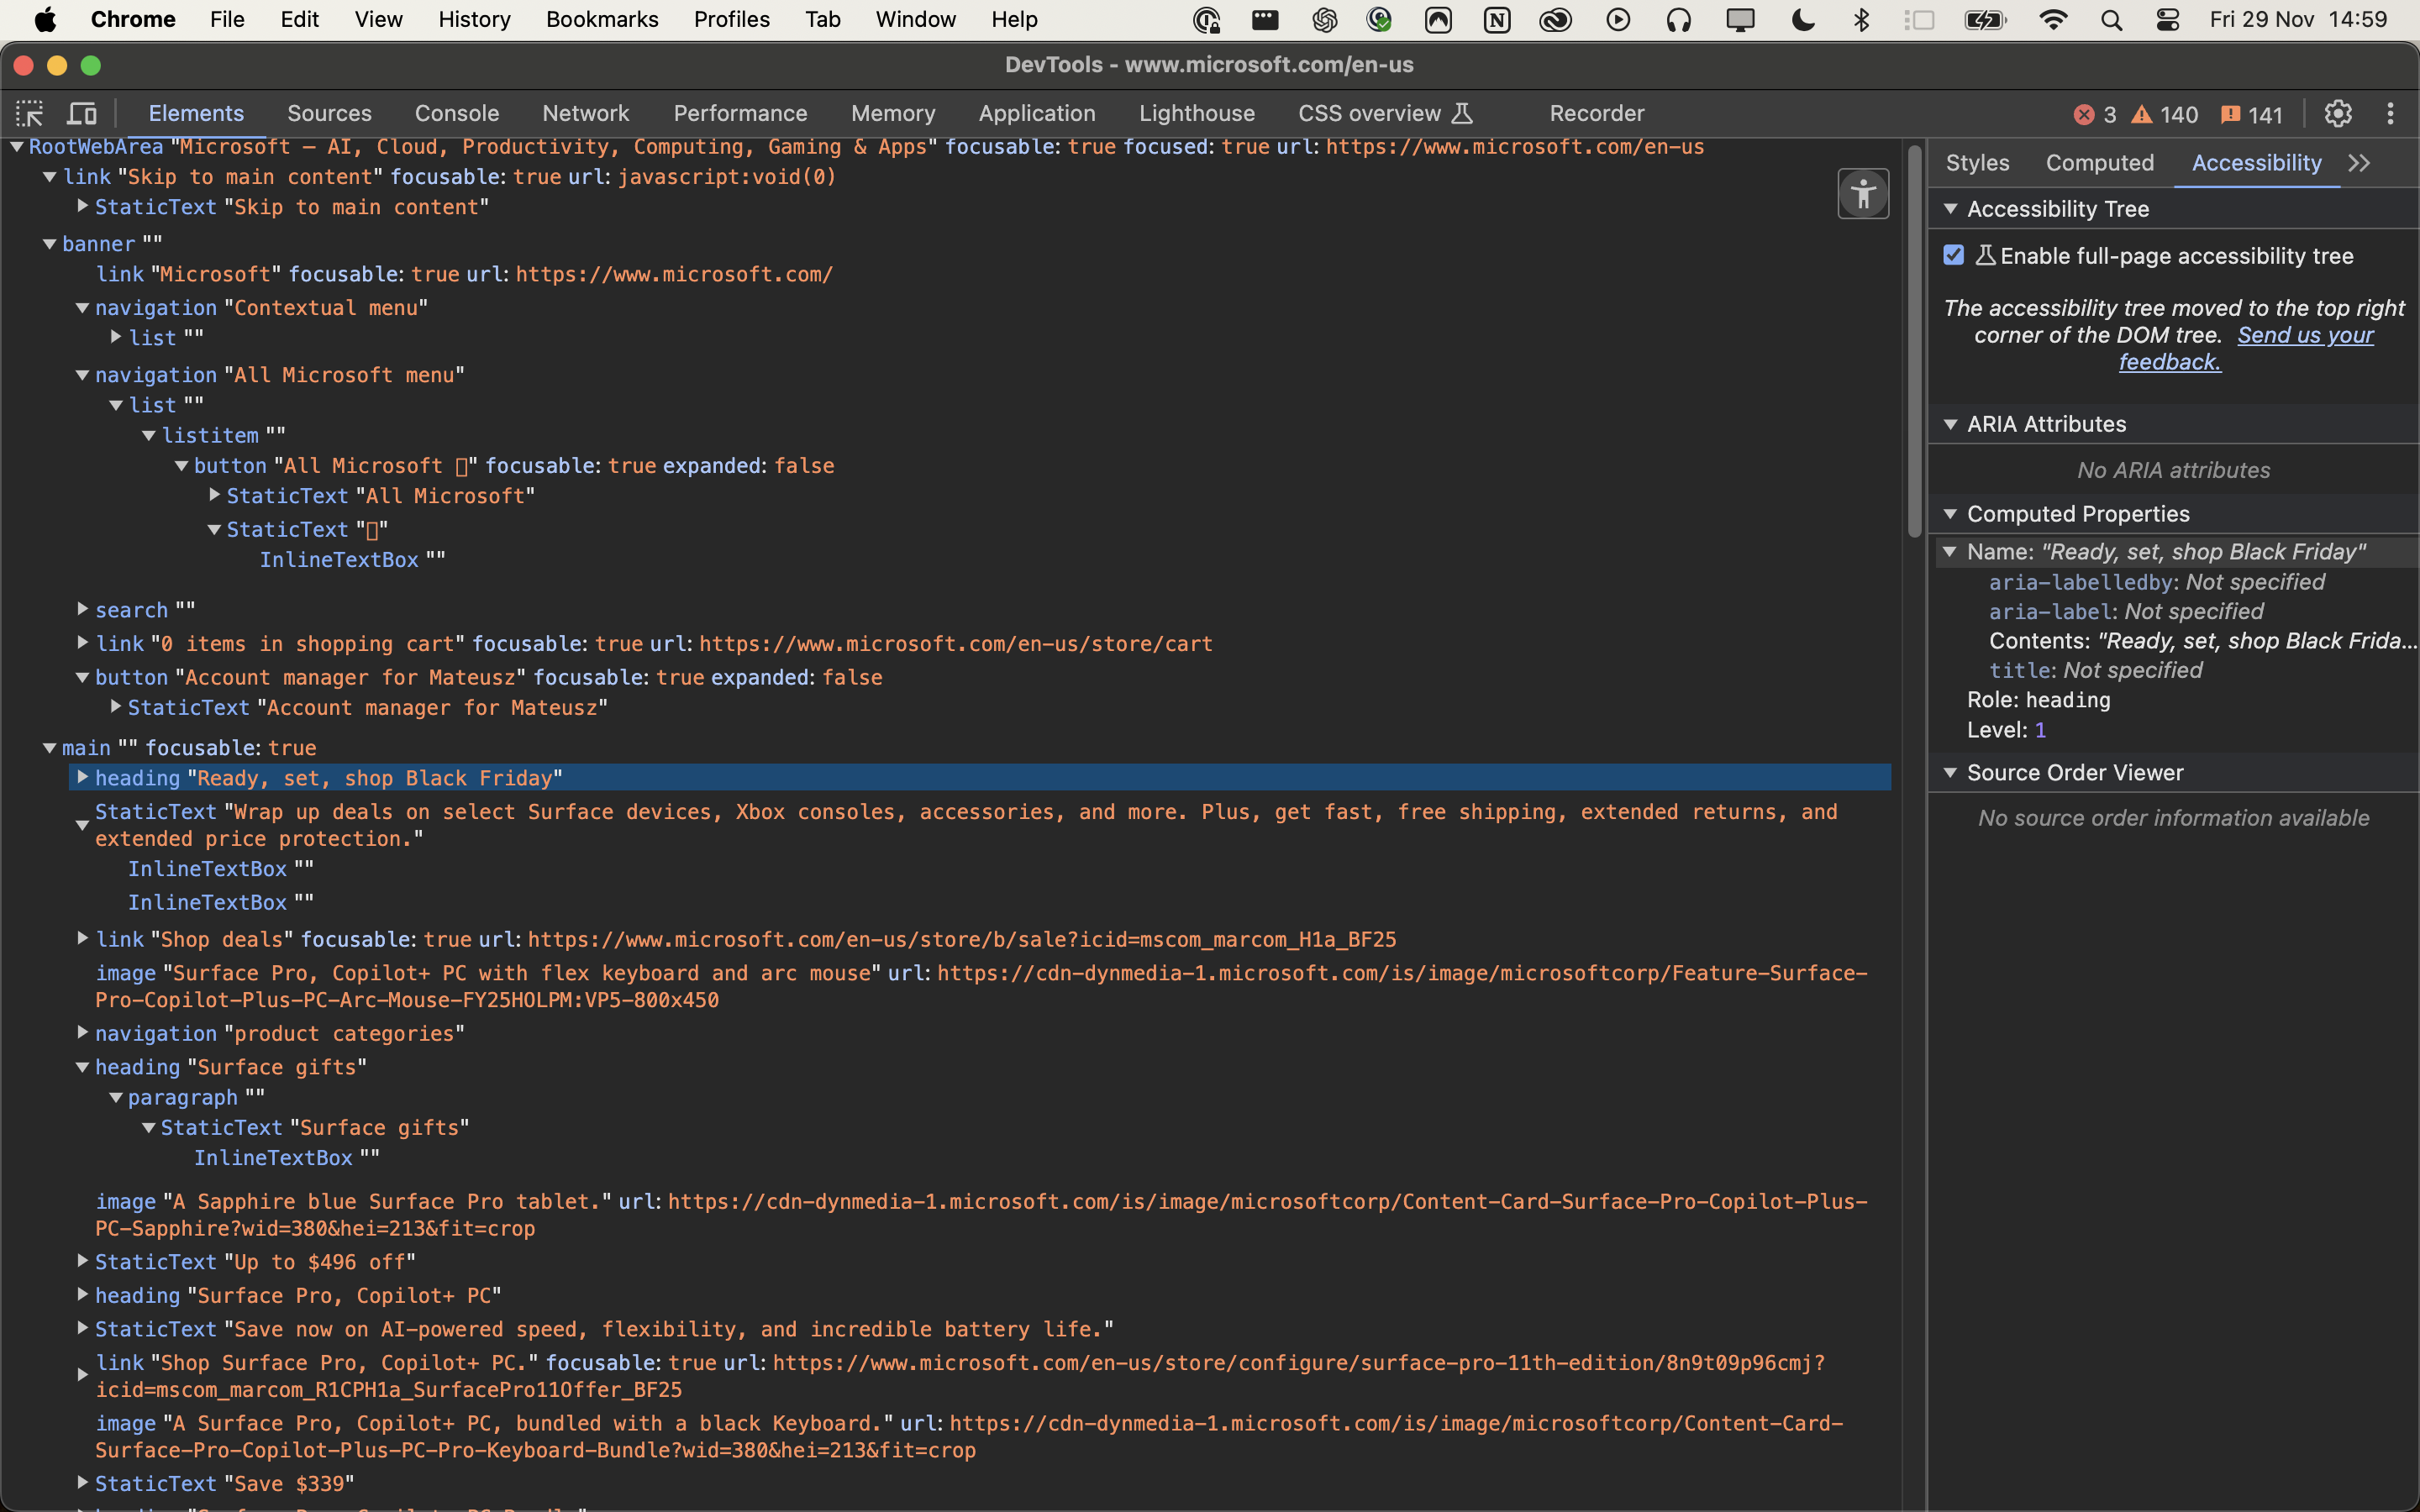 Chrome File Edit View History Bookmarks Profiles Tab Window Help Fri 29 Nov 14:59
DevTools - www.microsoft.com/en-us
Elements Sources Console Network Performance Memory Application Lighthouse CSS overview Recorder 3 140 141
RootWebArea "Microsoft – AI, Cloud, Productivity, Computing, Gaming & Apps" focusable: true focused: true url: https://www.microsoft.com/en-us
link "Skip to main content" focusable: true url: javascript:void(0)
StaticText "Skip to main content"
banner ""
link "Microsoft" focusable: true url: https://www.microsoft.com/
navigation "Contextual menu"
list ""
navigation "All Microsoft menu"
list ""
listitem ""
button "All Microsoft " focusable: true expanded: false
StaticText "All Microsoft"
StaticText ""
InlineTextBox ""
search ""
link "0 items in shopping cart" focusable: true url: https://www.microsoft.com/en-us/store/cart
button "Account manager for Mateusz" focusable: true expanded: false
StaticText "Account manager for Mateusz"
main "" focusable: true
heading "Ready, set, shop Black Friday"
StaticText "Wrap up deals on select Surface devices, Xbox consoles, accessories, and more. Plus, get fast, free shipping, extended returns, and
extended price protection."
InlineTextBox ""
InlineTextBox ""
link "Shop deals" focusable: true url: https://www.microsoft.com/en-us/store/b/sale?icid=mscom_marcom_H1a_BF25
image "Surface Pro, Copilot+ PC with flex keyboard and arc mouse" url: https://cdn-dynmedia-1.microsoft.com/is/image/microsoftcorp/Feature-Surface-
Pro-Copilot-Plus-PC-Arc-Mouse-FY25HOLPM:VP5-800x450
navigation "product categories"
heading "Surface gifts"
paragraph ""
StaticText "Surface gifts"
InlineTextBox ""
image "A Sapphire blue Surface Pro tablet." url: https://cdn-dynmedia-1.microsoft.com/is/image/microsoftcorp/Content-Card-Surface-Pro-Copilot-Plus-
PC-Sapphire?wid=380&hei=213&fit=crop
StaticText "Up to $496 off"
heading "Surface Pro, Copilot+ PC"
StaticText "Save now on AI-powered speed, flexibility, and incredible battery life."
link "Shop Surface Pro, Copilot+ PC." focusable: true url: https://www.microsoft.com/en-us/store/configure/surface-pro-11th-edition/8n9t09p96cmj?
icid=mscom_marcom_R1CPH1a_SurfacePro11Offer_BF25
image "A Surface Pro, Copilot+ PC, bundled with a black Keyboard." url: https://cdn-dynmedia-1.microsoft.com/is/image/microsoftcorp/Content-Card-
Surface-Pro-Copilot-Plus-PC-Pro-Keyboard-Bundle?wid=380&hei=213&fit=crop
StaticText "Save $339"
Styles Computed Accessibility
Accessibility Tree
Enable full-page accessibility tree
The accessibility tree moved to the top right
corner of the DOM tree. Send us your
feedback.
ARIA Attributes
No ARIA attributes
Computed Properties
Name: "Ready, set, shop Black Friday"
aria-labelledby: Not specified
aria-label: Not specified
Contents: "Ready, set, shop Black Frida...
title: Not specified
Role: heading
Level: 1
Source Order Viewer
No source order information available